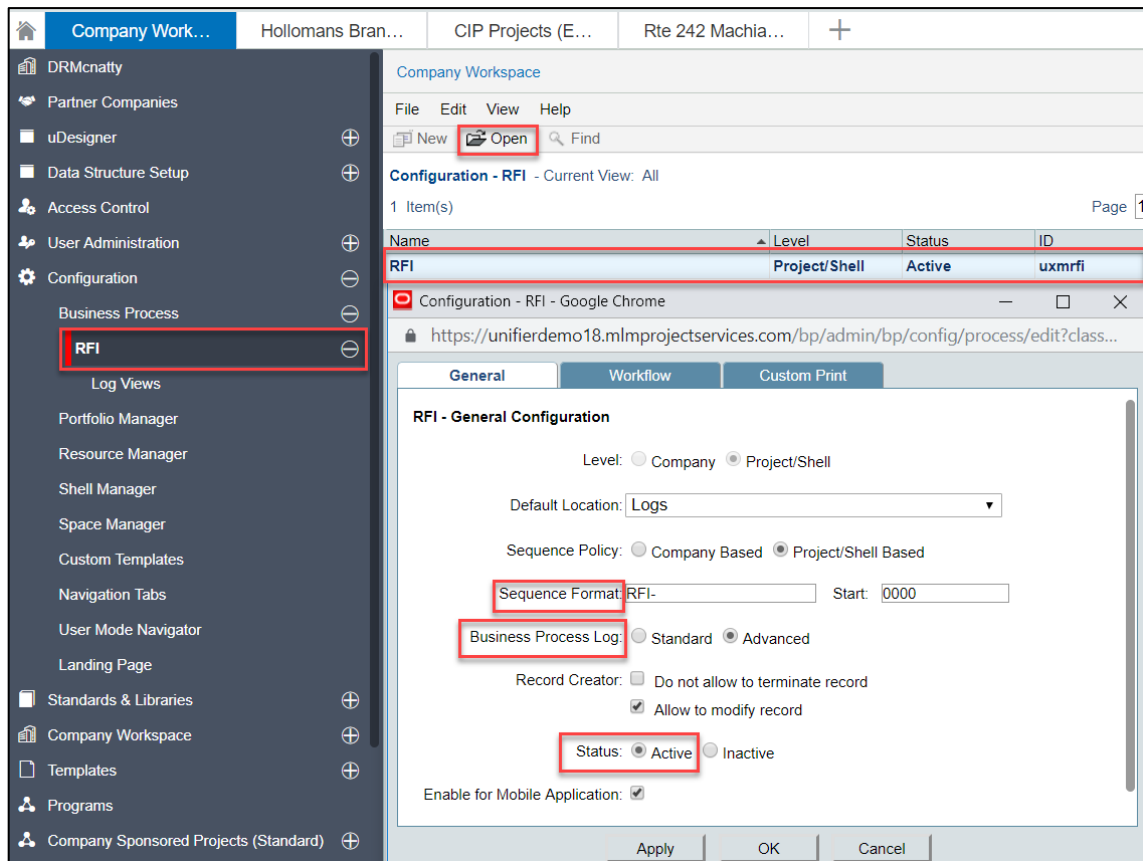 Company Work...
Hollomans Bran...
CIP Projects (E...
Rte 242 Machia...
DRMcnatty
Partner Companies
uDesigner
Data Structure Setup
Access Control
User Administration
Configuration
Business Process
RFI
Log Views
Portfolio Manager
Resource Manager
Shell Manager
Space Manager
Custom Templates
Navigation Tabs
User Mode Navigator
Landing Page
Standards & Libraries
Company Workspace
Templates
Programs
Company Sponsored Projects (Standard)
Company Workspace
File Edit View Help
New Open Find
Configuration - RFI - Current View: All
1 Item(s) Page 1
Name Level Status ID
RFI Project/Shell Active uxmrfi
Configuration - RFI - Google Chrome
https://unifierdemo18.mlmprojectservices.com/bp/admin/bp/config/process/edit?class...
General Workflow Custom Print
RFI - General Configuration
Level: Company Project/Shell
Default Location: Logs
Sequence Policy: Company Based Project/Shell Based
Sequence Format: RFI- Start: 0000
Business Process Log: Standard Advanced
Record Creator: Do not allow to terminate record
Allow to modify record
Status: Active Inactive
Enable for Mobile Application:
Apply OK Cancel